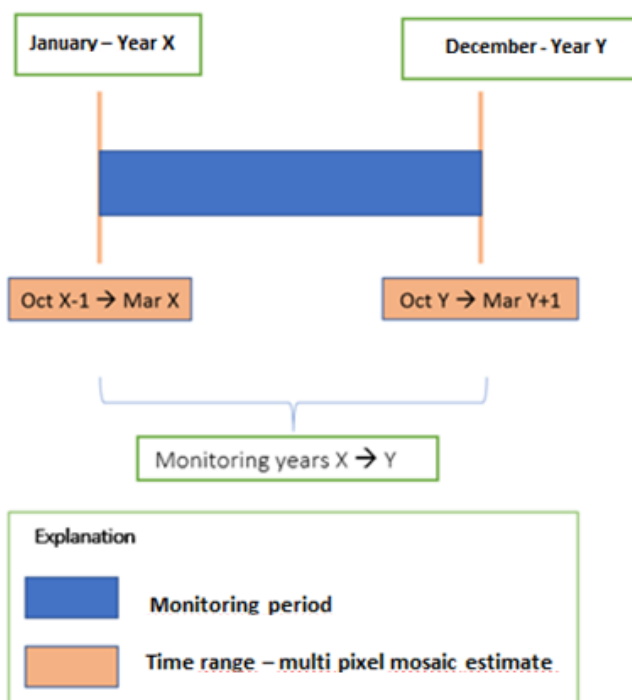 January – Year X
December - Year Y
Oct X-1 → Mar X
Oct Y → Mar Y+1
Monitoring years X → Y
Explanation
Monitoring period
Time range – multi pixel mosaic estimate